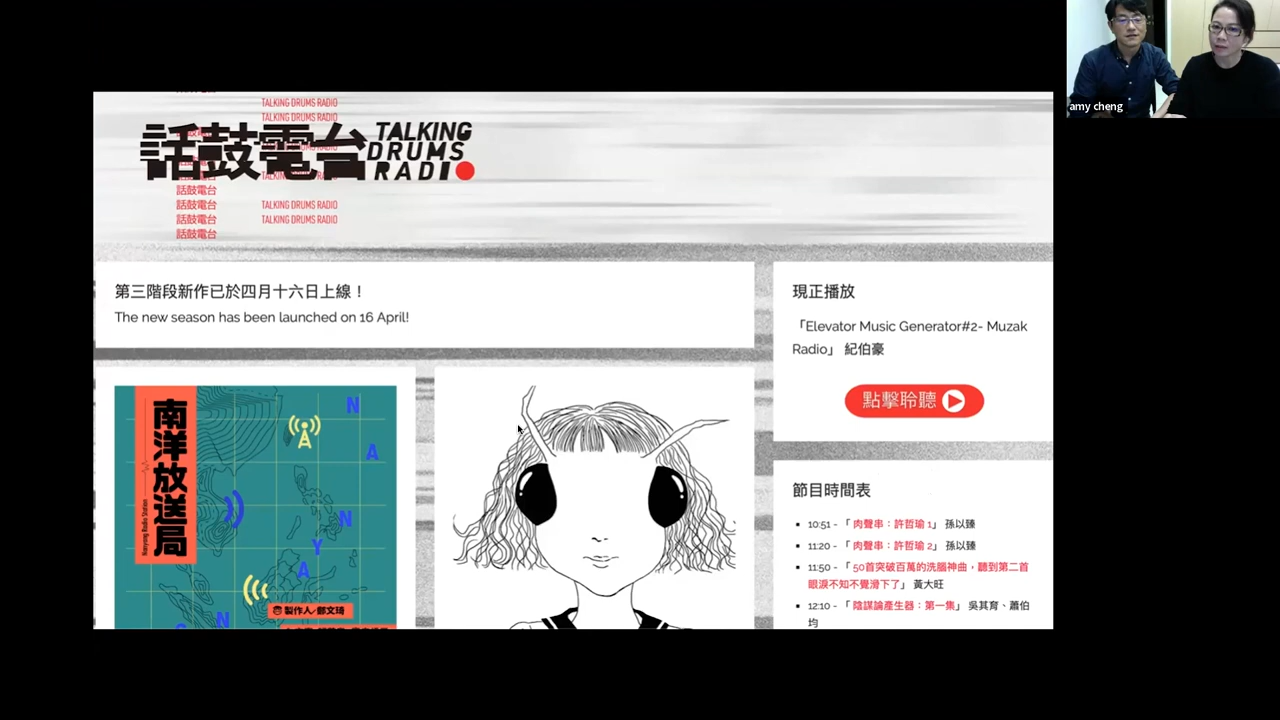 TALKING DRUMS RADIO
TALKING DRUMS RADIO
話鼓電台
TALKING
DRUMS
RADIO
話鼓電台
話鼓電台 TALKING DRUMS RADIO
話鼓電台 TALKING DRUMS RADIO
話鼓電台
第三階段新作已於四月十六日上線!
The new season has been launched on 16 April!
南洋放送局
Nanyang Radio Station
N
A
N
Y
A
N
製作人/鄭文琦
現正播放
「Elevator Music Generator#2- Muzak
Radio」 紀伯豪
點擊聆聽
節目時間表
10:51 - 「 肉聲串:許哲瑜 1」 孫以臻
11:20 - 「 肉聲串:許哲瑜 2」 孫以臻
11:50 - 「 50首突破百萬的洗腦神曲,聽到第二首
眼淚不知不覺滑下了」 黃大旺
12:10 - 「 陰謀論產生器:第一集」 吳其育、蕭伯
均
amy cheng